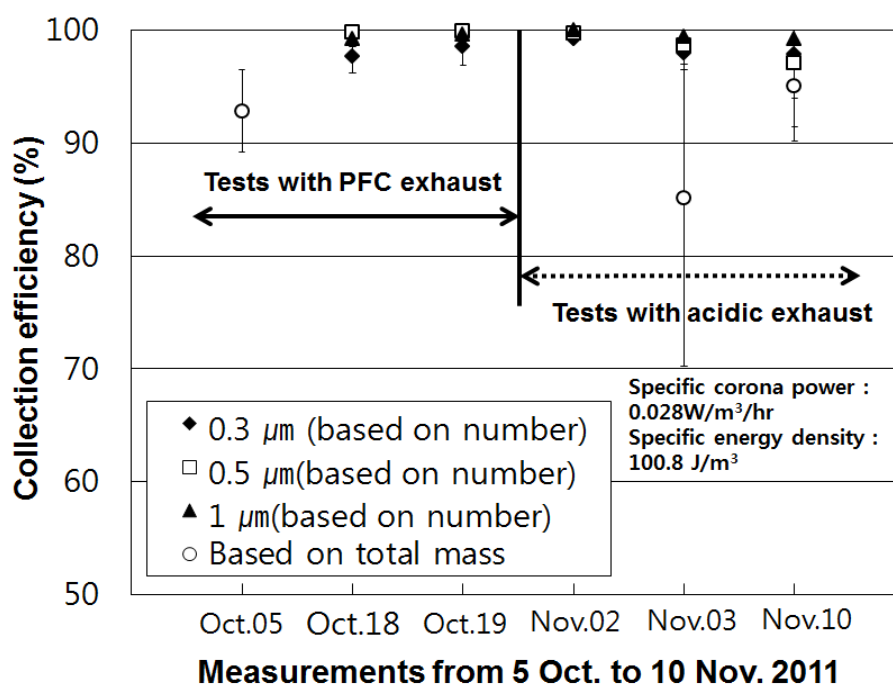 Collection efficiency (%)
100
90
80
70
60
50
Tests with PFC exhaust
Tests with acidic exhaust
Specific corona power :
0.028W/m³/hr
Specific energy density :
100.8 J/m³
0.3 ㎛ (based on number)
0.5 ㎛(based on number)
1 ㎛(based on number)
Based on total mass
Oct.05 Oct.18 Oct.19 Nov.02 Nov.03 Nov.10
Measurements from 5 Oct. to 10 Nov. 2011